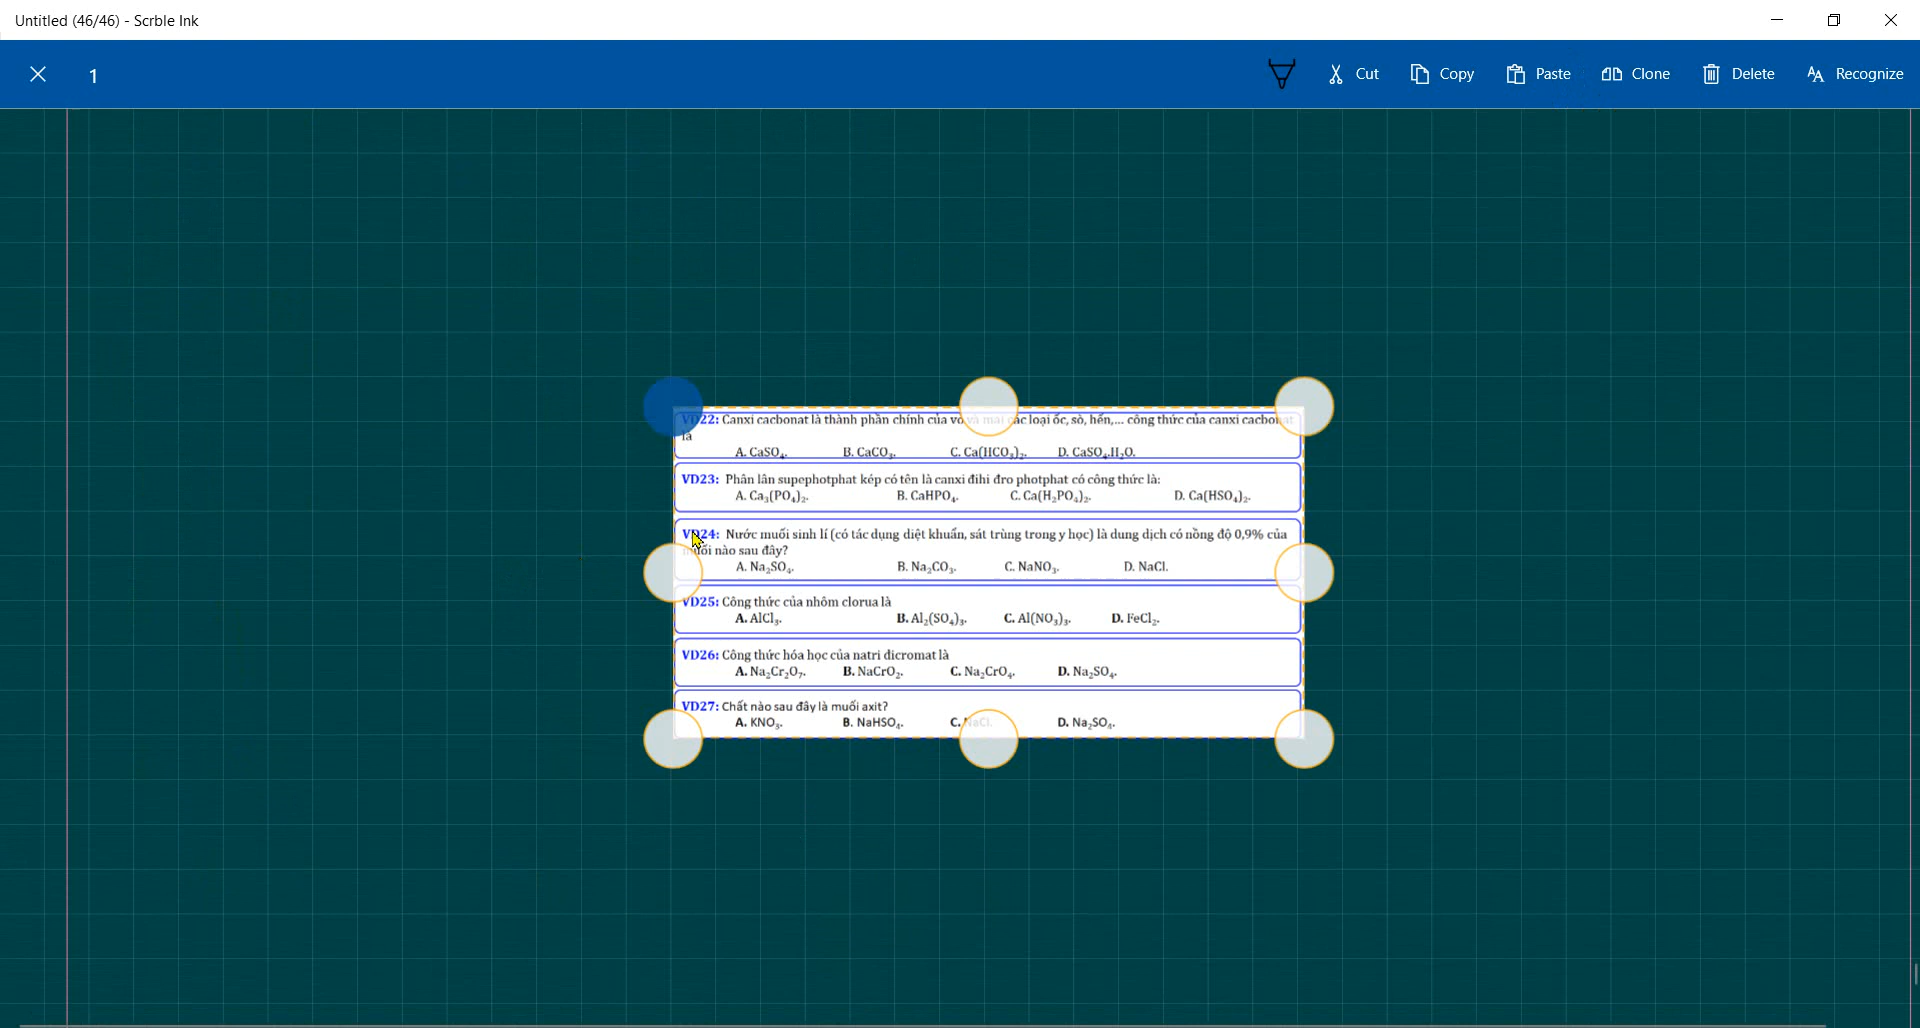 Untitled (46/46) - Scrble Ink
1 Cut Copy Paste Clone Delete Recognize
VD22: Canxi cacbonat là thành phần chính của vỏ và mai các loại ốc, sò, hến,... công thức của canxi cacbonat
là
A. CaSO₄. B. CaCO₃. C. Ca(HCO₃)₂. D. CaSO₄.H₂O.
VD23: Phân lân supephotphat kép có tên là canxi đihi đro photphat có công thức là:
A. Ca₃(PO₄)₂. B. CaHPO₄. C. Ca(H₂PO₄)₂. D. Ca(HSO₄)₂.
VD24: Nước muối sinh lí (có tác dụng diệt khuẩn, sát trùng trong y học) là dung dịch có nồng độ 0,9% của
muối nào sau đây?
A. Na₂SO₄. B. Na₂CO₃. C. NaNO₃. D. NaCl.
VD25: Công thức của nhôm clorua là
A. AlCl₃. B. Al₂(SO₄)₃. C. Al(NO₃)₃. D. FeCl₂.
VD26: Công thức hóa học của natri đicromat là
A. Na₂Cr₂O₇. B. NaCrO₂. C. Na₂CrO₄. D. Na₂SO₄.
VD27: Chất nào sau đây là muối axit?
A. KNO₃. B. NaHSO₄. C. NaCl. D. Na₂SO₄.